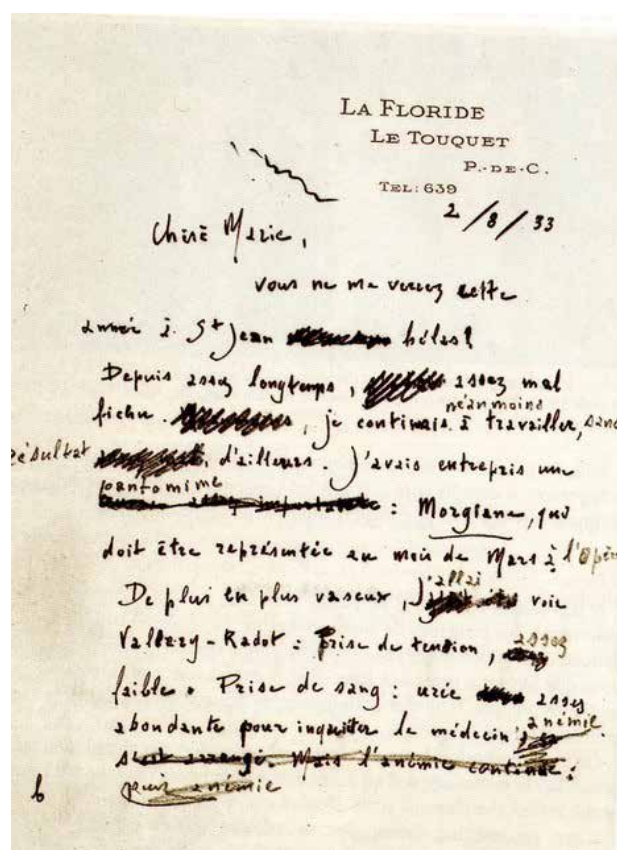 LA FLORIDE
LE TOUQUET
P.-DE-C.
TEL: 639
2/8/33
Chère Marie,
vous ne me verrez cette
année à St Jean hélas!
Depuis assez longtemps, assez mal
néanmoins
fichu. , je continuais à travailler, sans
résultat d'ailleurs. J'avais entrepris une
pantomime
: Morgiane, qui
doit être représentée au mois de Mars à l'Opéra
De plus en plus vaseux, j'allai voir
Vallery-Radot : prise de tension, assez
faible. Prise de sang : urée assez
abondante pour inquiéter le médecin, anémie.
s'est arrangé. Mais l'anémie continue :
puis anémie